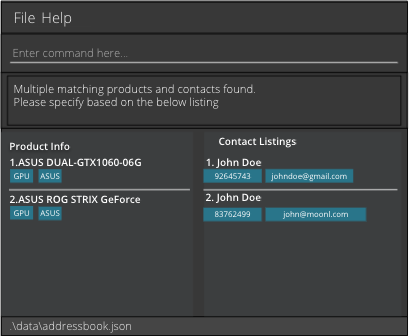 File Help
Enter command here...
Multiple matching products and contacts found.
Please specify based on the below listing
Product Info
1.ASUS DUAL-GTX1060-06G
GPU ASUS
2.ASUS ROG STRIX GeForce
GPU ASUS
Contact Listings
1. John Doe
92645743 johndoe@gmail.com
2. John Doe
83762499 john@moonl.com
.\data\addressbook.json